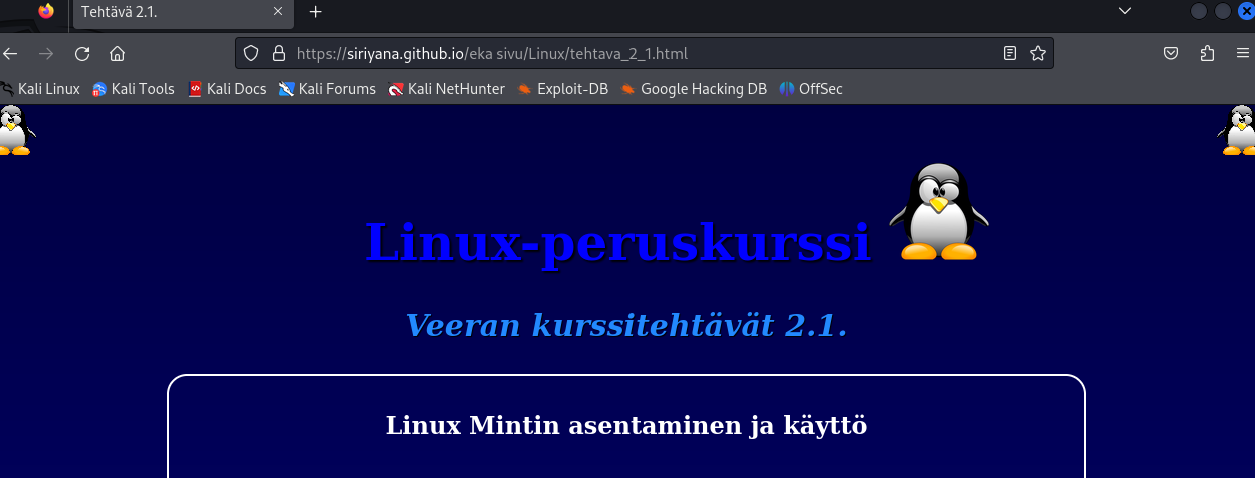 Tehtävä 2.1.
https://siriyana.github.io/eka sivu/Linux/tehtava_2_1.html
Kali Linux Kali Tools Kali Docs Kali Forums Kali NetHunter Exploit-DB Google Hacking DB OffSec
Linux-peruskurssi
Veeran kurssitehtävät 2.1.
Linux Mintin asentaminen ja käyttö